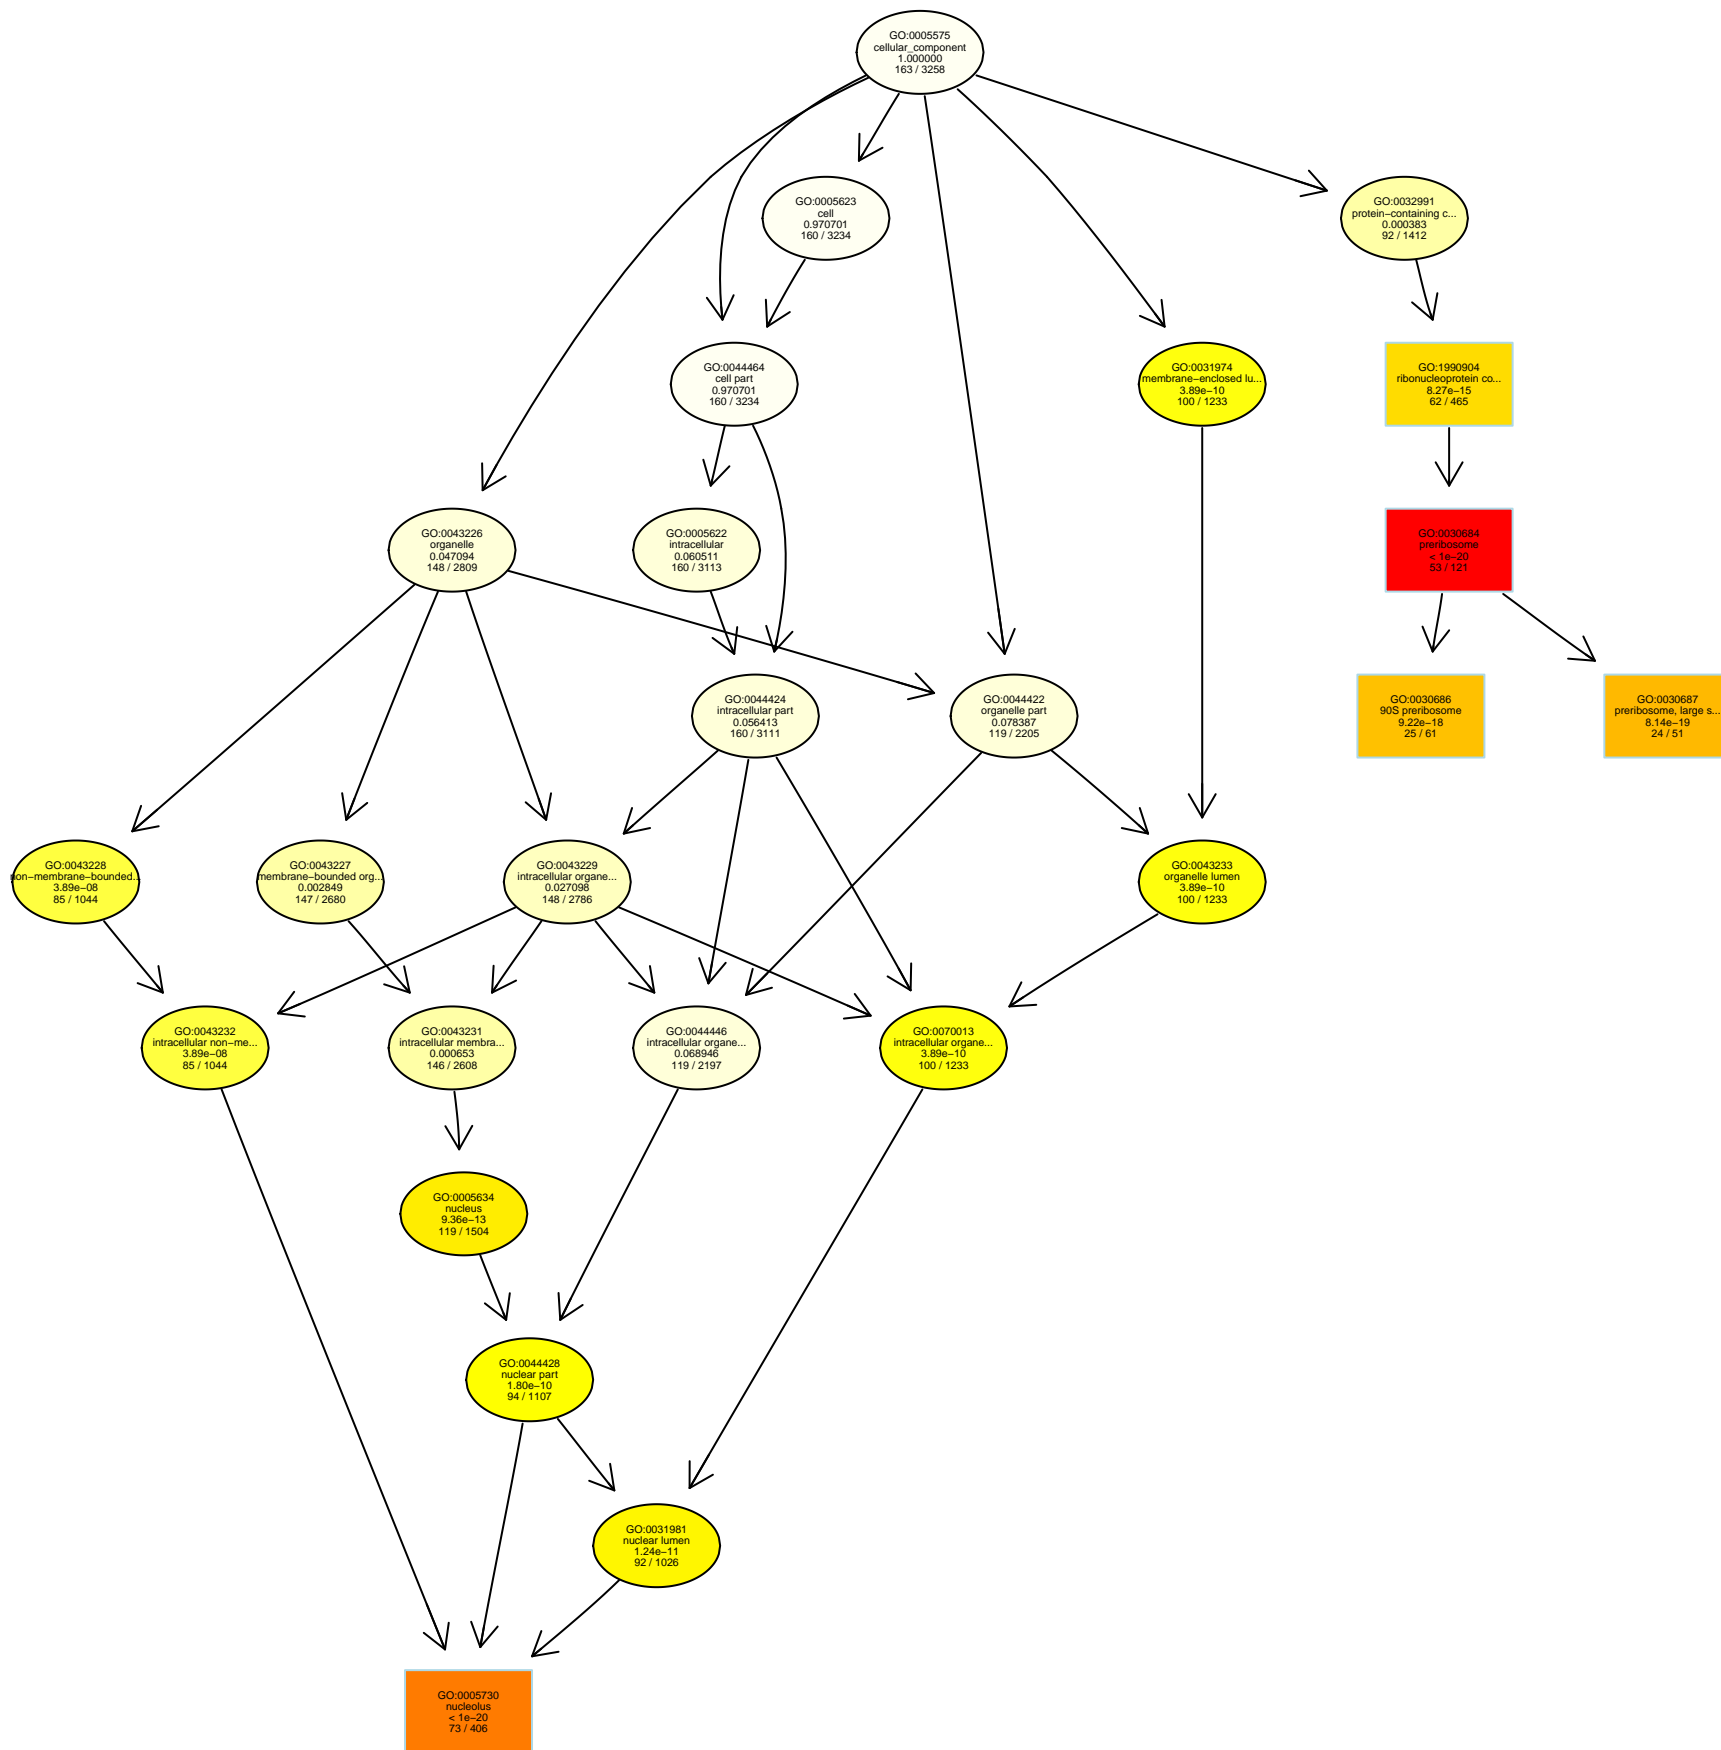 GO:0005575
cellular_component
1.000000
163 / 3258
GO:0005623
cell
0.970701
160 / 3234
GO:0032991
protein−containing c...
0.000383
92 / 1412
GO:0044464
cell part
0.970701
160 / 3234
GO:0031974
membrane−enclosed lu...
3.89e−10
100 / 1233
GO:1990904
ribonucleoprotein co...
8.27e−15
62 / 465
GO:0043226
organelle
0.047094
148 / 2809
GO:0005622
intracellular
0.060511
160 / 3113
GO:0030684
preribosome
< 1e−20
53 / 121
GO:0044424
intracellular part
0.056413
160 / 3111
GO:0044422
organelle part
0.078387
119 / 2205
GO:0030686
90S preribosome
9.22e−18
25 / 61
GO:0030687
preribosome, large s...
8.14e−19
24 / 51
GO:0043228
non−membrane−bounded...
3.89e−08
85 / 1044
GO:0043227
membrane−bounded org...
0.002849
147 / 2680
GO:0043229
intracellular organe...
0.027098
148 / 2786
GO:0043233
organelle lumen
3.89e−10
100 / 1233
GO:0043232
intracellular non−me...
3.89e−08
85 / 1044
GO:0043231
intracellular membra...
0.000653
146 / 2608
GO:0044446
intracellular organe...
0.068946
119 / 2197
GO:0070013
intracellular organe...
3.89e−10
100 / 1233
GO:0005634
nucleus
9.36e−13
119 / 1504
GO:0044428
nuclear part
1.80e−10
94 / 1107
GO:0031981
nuclear lumen
1.24e−11
92 / 1026
GO:0005730
nucleolus
< 1e−20
73 / 406